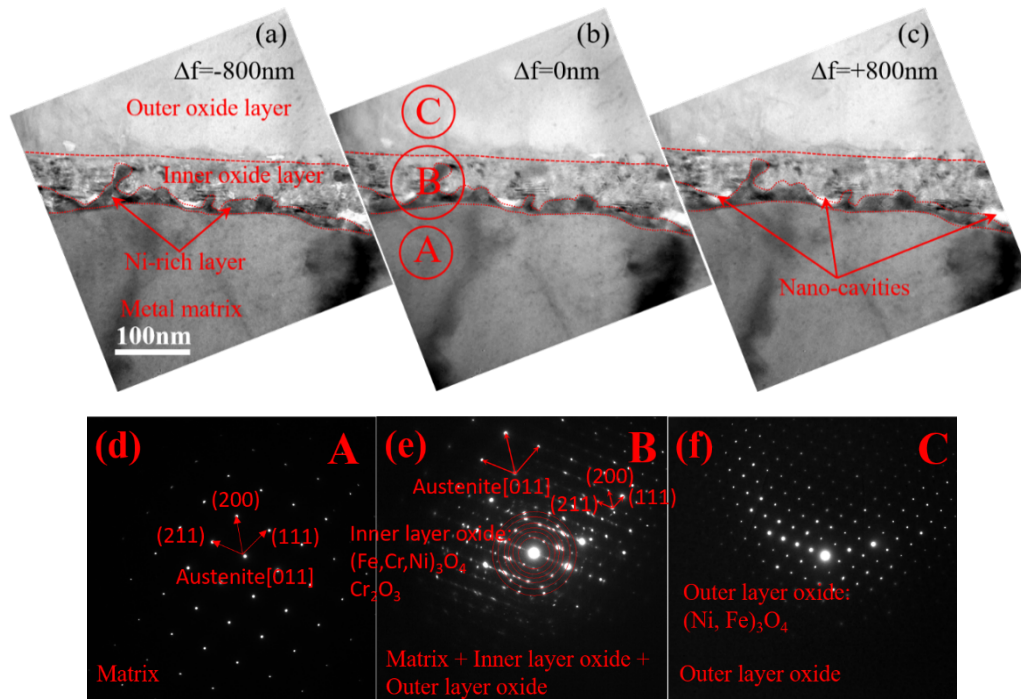 (a)
Δf=-800nm
Outer oxide layer
Inner oxide layer
Ni-rich layer
Metal matrix
100nm
(b)
Δf=0nm
C
B
A
(c)
Δf=+800nm
Nano-cavities
(d)
A
(200)
(211)
(111)
Austenite[011]
Matrix
(e)
B
Austenite[011]
(200)
(211)
(111)
Inner layer oxide:
(Fe,Cr,Ni)₃O₄
Cr₂O₃
Matrix + Inner layer oxide +
Outer layer oxide
(f)
C
Outer layer oxide:
(Ni, Fe)₃O₄
Outer layer oxide